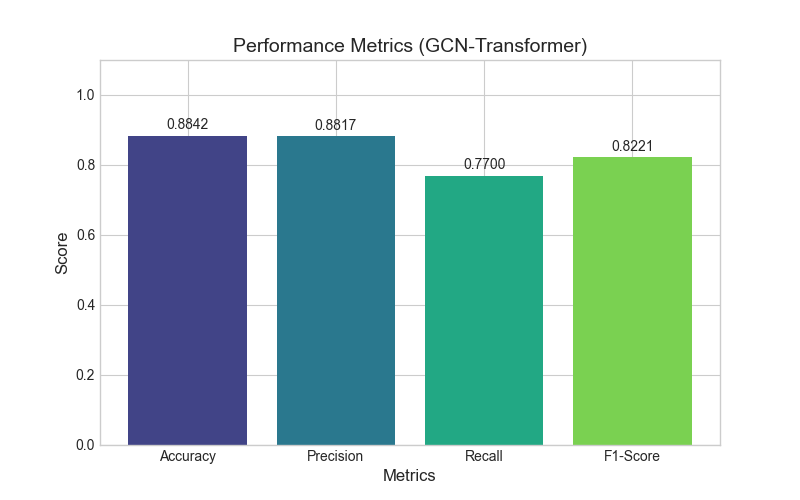 Performance Metrics (GCN-Transformer)
1.0
0.8
0.6
0.4
0.2
0.0
Score
0.8842
0.8817
0.7700
0.8221
Accuracy
Precision
Recall
F1-Score
Metrics